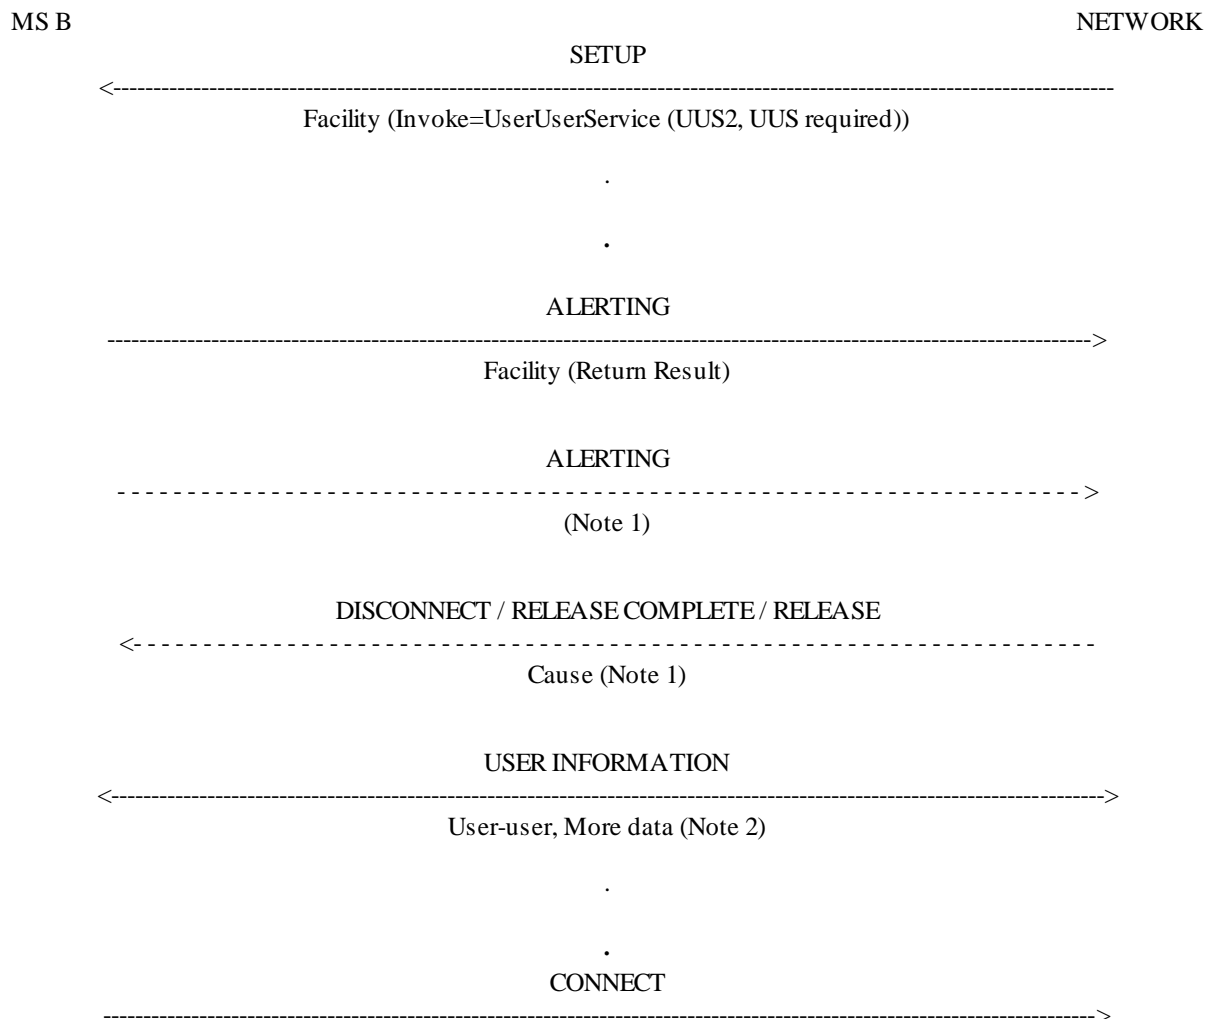 MS B NETWORK
SETUP
<------------------------------------------------------------------------------------------------------------------------
Facility (Invoke=UserUserService (UUS2, UUS required))
.
.
ALERTING
------------------------------------------------------------------------------------------------------------------------>
Facility (Return Result)
ALERTING
- - - - - - - - - - - - - - - - - - - - - - - - - - - - - - - - - - - - - - - - - - - - - - - - - - - - - - - - - - - - - - - - - - - - - >
(Note 1)
DISCONNECT / RELEASE COMPLETE / RELEASE
<- - - - - - - - - - - - - - - - - - - - - - - - - - - - - - - - - - - - - - - - - - - - - - - - - - - - - - - - - - - - - - - - - - - - -
Cause (Note 1)
USER INFORMATION
<------------------------------------------------------------------------------------------------------------------------>
User-user, More data (Note 2)
.
.
CONNECT
------------------------------------------------------------------------------------------------------------------------>